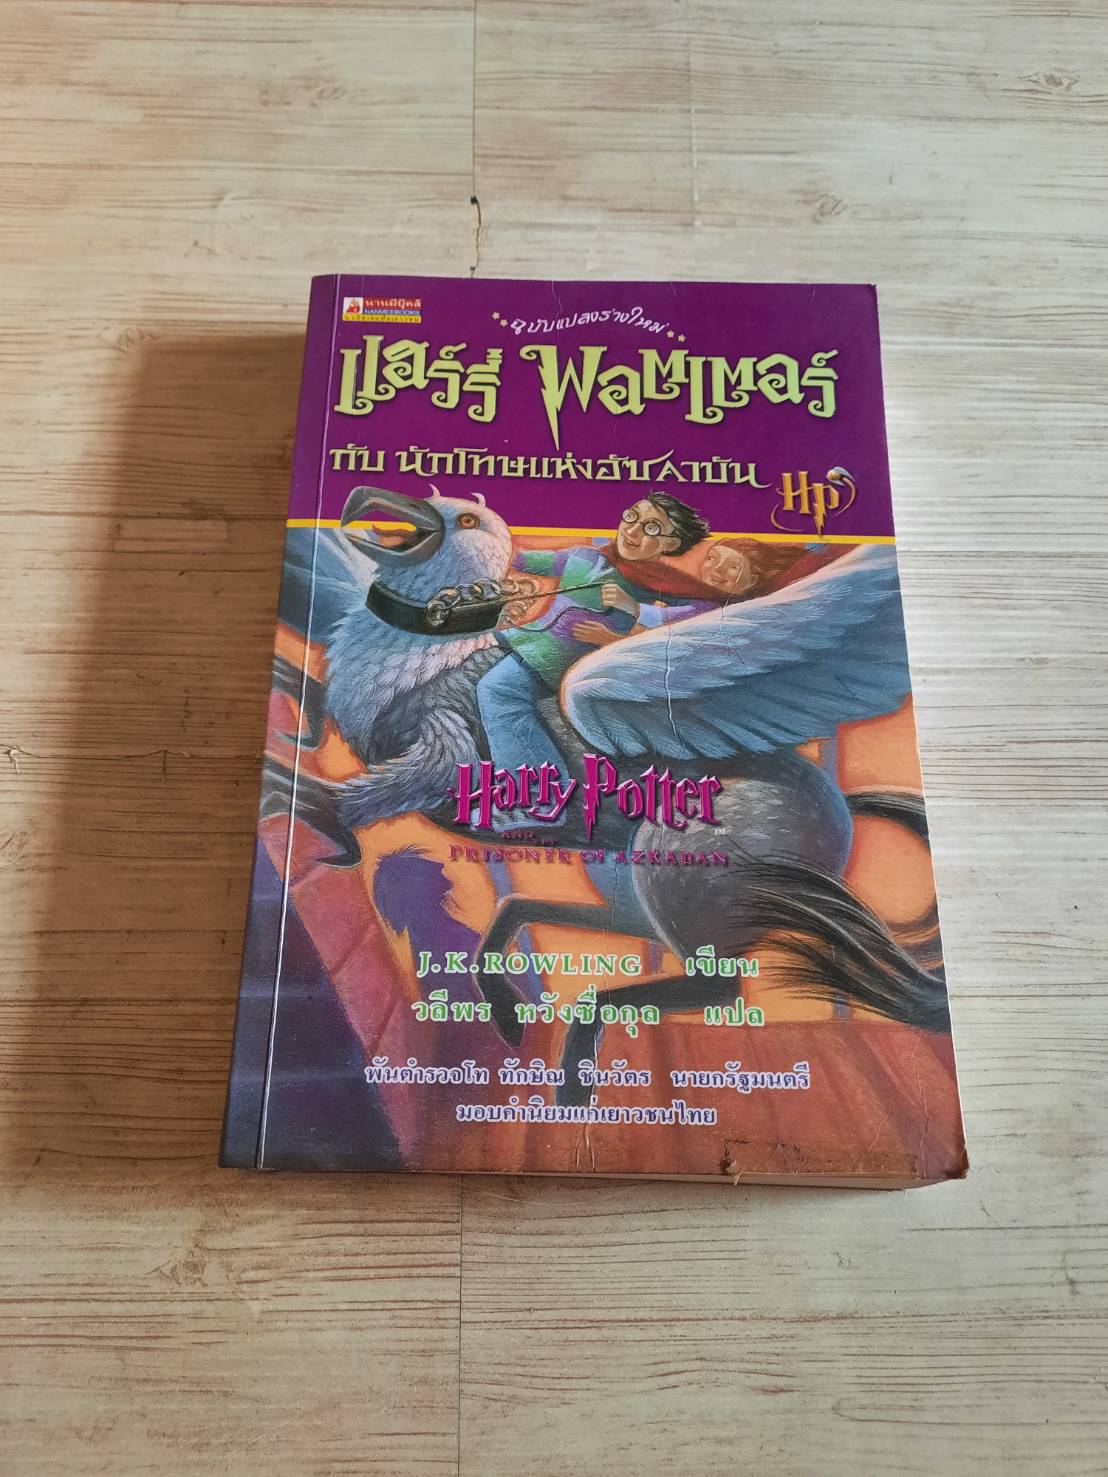 นานมีบุ๊คส์
NANMEEBOOKS
ฉบับแปลงร่างใหม่
แฮร์รี่ พอตเตอร์
กับ นักโทษแห่งอัซคาบัน
HP
Harry Potter
AND THE
PRISONER OF AZKABAN
TM
J.K.ROWLING เขียน
วลีพร หวังซื่อกุล แปล
พันตำรวจโท ทักษิณ ชินวัตร นายกรัฐมนตรี
มอบคำนิยมแก่เยาวชนไทย